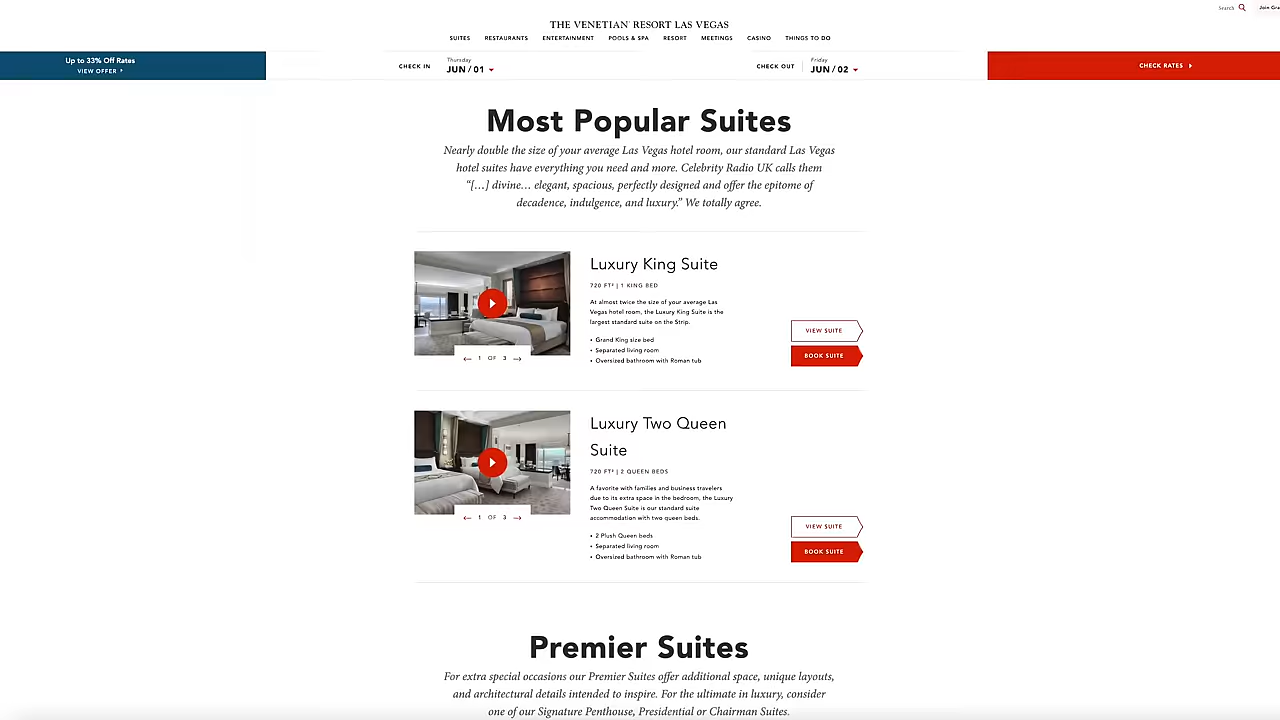 Search
Join Gra
THE VENETIAN® RESORT LAS VEGAS
SUITES RESTAURANTS ENTERTAINMENT POOLS & SPA RESORT MEETINGS CASINO THINGS TO DO
Up to 33% Off Rates
VIEW OFFER
CHECK IN
Thursday
JUN / 01
CHECK OUT
Friday
JUN / 02
CHECK RATES
Most Popular Suites
Nearly double the size of your average Las Vegas hotel room, our standard Las Vegas
hotel suites have everything you need and more. Celebrity Radio UK calls them
“[…] divine… elegant, spacious, perfectly designed and offer the epitome of
decadence, indulgence, and luxury.” We totally agree.
Luxury King Suite
720 FT² | 1 KING BED
At almost twice the size of your average Las
Vegas hotel room, the Luxury King Suite is the
largest standard suite on the Strip.
• Grand King size bed
• Separated living room
• Oversized bathroom with Roman tub
← 1 OF 3 →
VIEW SUITE
BOOK SUITE
Luxury Two Queen
Suite
720 FT² | 2 QUEEN BEDS
A favorite with families and business travelers
due to its extra space in the bedroom, the Luxury
Two Queen Suite is our standard suite
accommodation with two queen beds.
• 2 Plush Queen beds
• Separated living room
• Oversized bathroom with Roman tub
← 1 OF 3 →
VIEW SUITE
BOOK SUITE
Premier Suites
For extra special occasions our Premier Suites offer additional space, unique layouts,
and architectural details intended to inspire. For the ultimate in luxury, consider
one of our Signature Penthouse, Presidential or Chairman Suites.